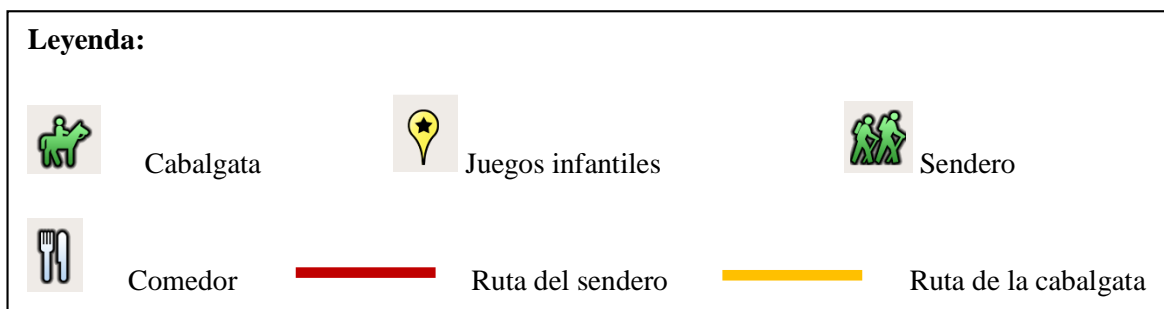 Leyenda:
Cabalgata Juegos infantiles Sendero
Comedor Ruta del sendero Ruta de la cabalgata